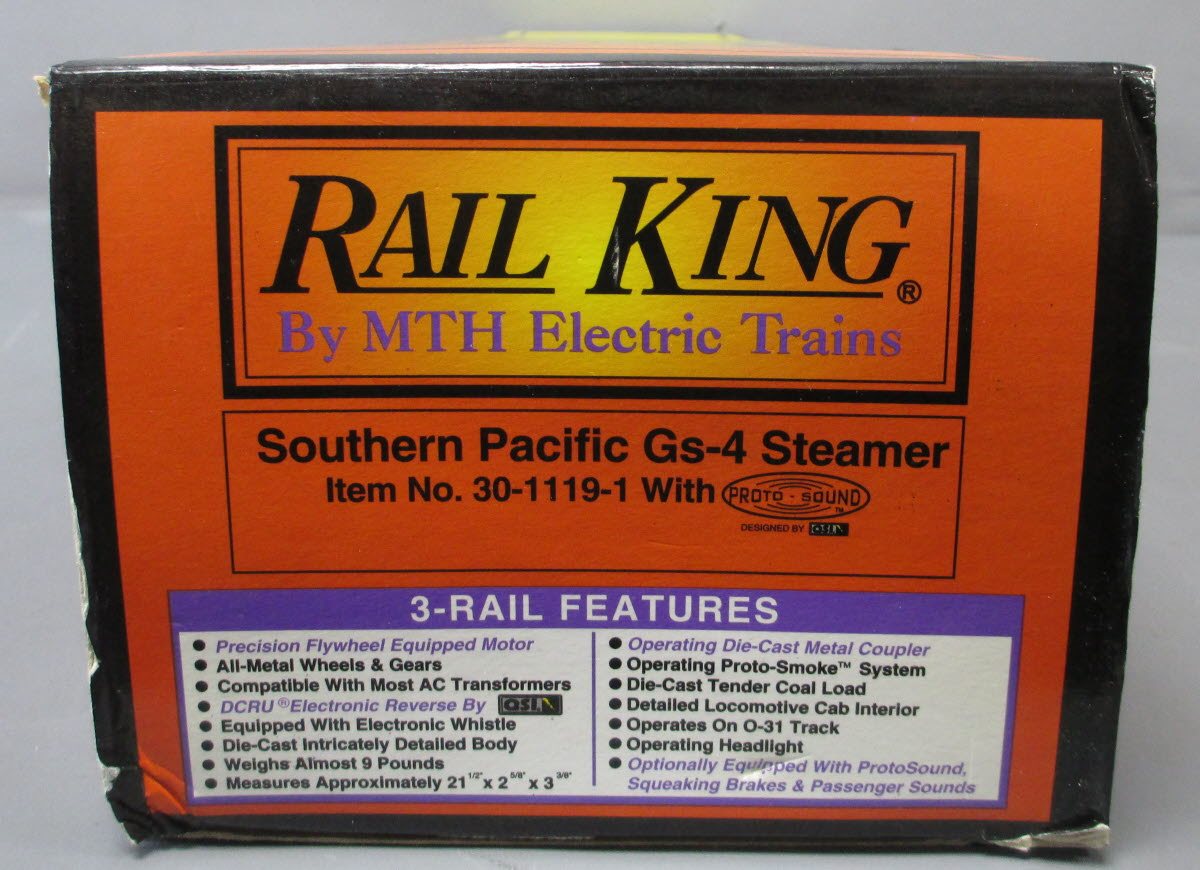 RAIL KING ®
By MTH Electric Trains
Southern Pacific Gs-4 Steamer
Item No. 30-1119-1 With PROTO-SOUND ™
DESIGNED BY QSI
3-RAIL FEATURES
• Precision Flywheel Equipped Motor
• All-Metal Wheels & Gears
• Compatible With Most AC Transformers
• DCRU ® Electronic Reverse By QSI
• Equipped With Electronic Whistle
• Die-Cast Intricately Detailed Body
• Weighs Almost 9 Pounds
• Measures Approximately 21 1/2" x 2 5/8" x 3 3/8"
• Operating Die-Cast Metal Coupler
• Operating Proto-Smoke™ System
• Die-Cast Tender Coal Load
• Detailed Locomotive Cab Interior
• Operates On O-31 Track
• Operating Headlight
• Optionally Equipped With ProtoSound,
Squeaking Brakes & Passenger Sounds